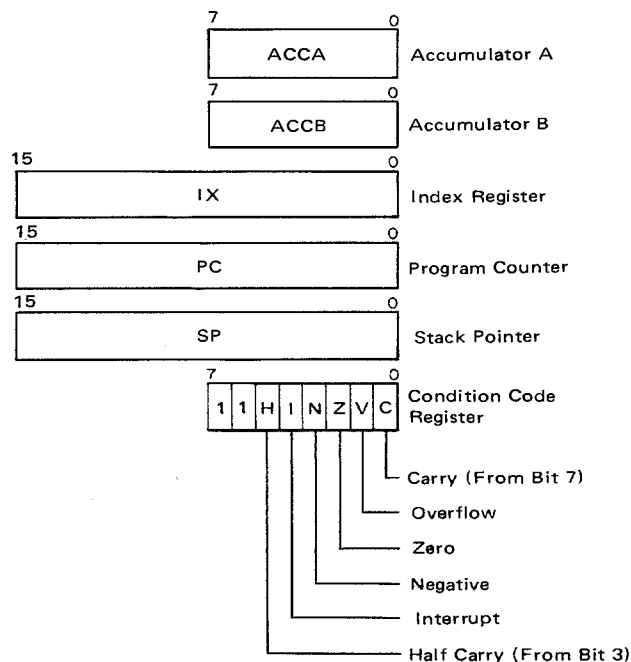 7 0
ACCA Accumulator A
7 0
ACCB Accumulator B
15 0
IX Index Register
15 0
PC Program Counter
15 0
SP Stack Pointer
7 0
1 1 H I N Z V C Condition Code
Register
Carry (From Bit 7)
Overflow
Zero
Negative
Interrupt
Half Carry (From Bit 3)